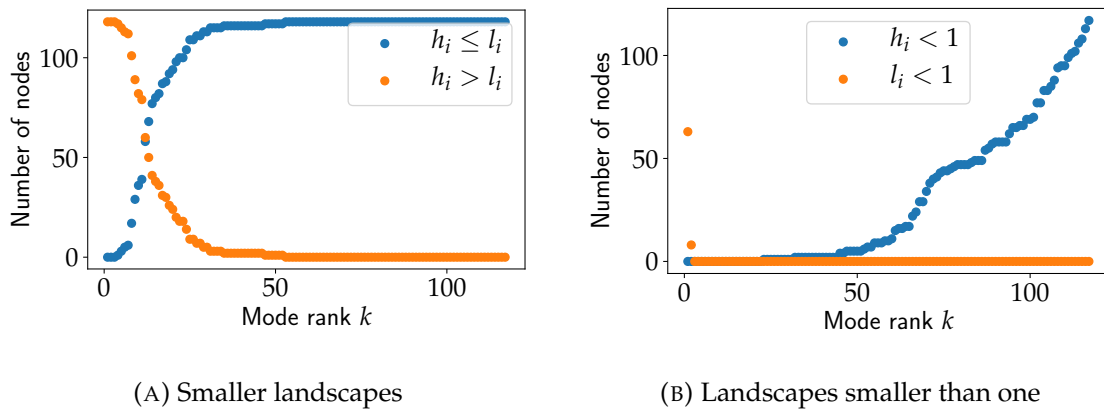 100
50
0
Number of nodes
h_i ≤ l_i
h_i > l_i
0 50 100
Mode rank k
(A) Smaller landscapes
100
50
0
Number of nodes
h_i < 1
l_i < 1
0 50 100
Mode rank k
(B) Landscapes smaller than one